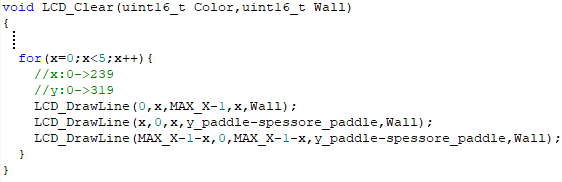 void LCD_Clear(uint16_t Color,uint16_t Wall)
{
for(x=0;x<5;x++){
//x:0->239
//y:0->319
LCD_DrawLine(0,x,MAX_X-1,x,Wall);
LCD_DrawLine(x,0,x,y_paddle-spessore_paddle,Wall);
LCD_DrawLine(MAX_X-1-x,0,MAX_X-1-x,y_paddle-spessore_paddle,Wall);
}
}